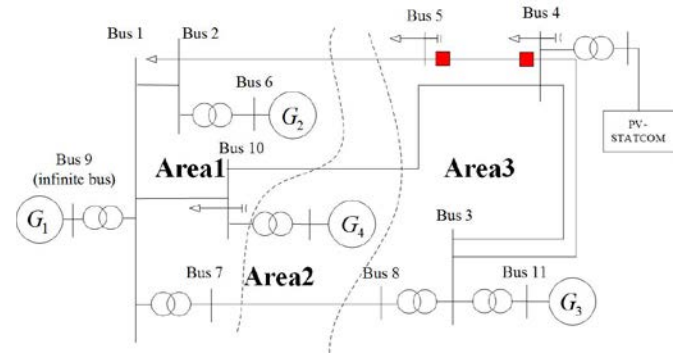 Bus 1
Bus 2
Bus 5
Bus 4
Bus 6
G2
PV-
STATCOM
Bus 10
Area1
Area3
Bus 9
(infinite bus)
G1
G4
Bus 3
Area2
Bus 7
Bus 8
Bus 11
G3